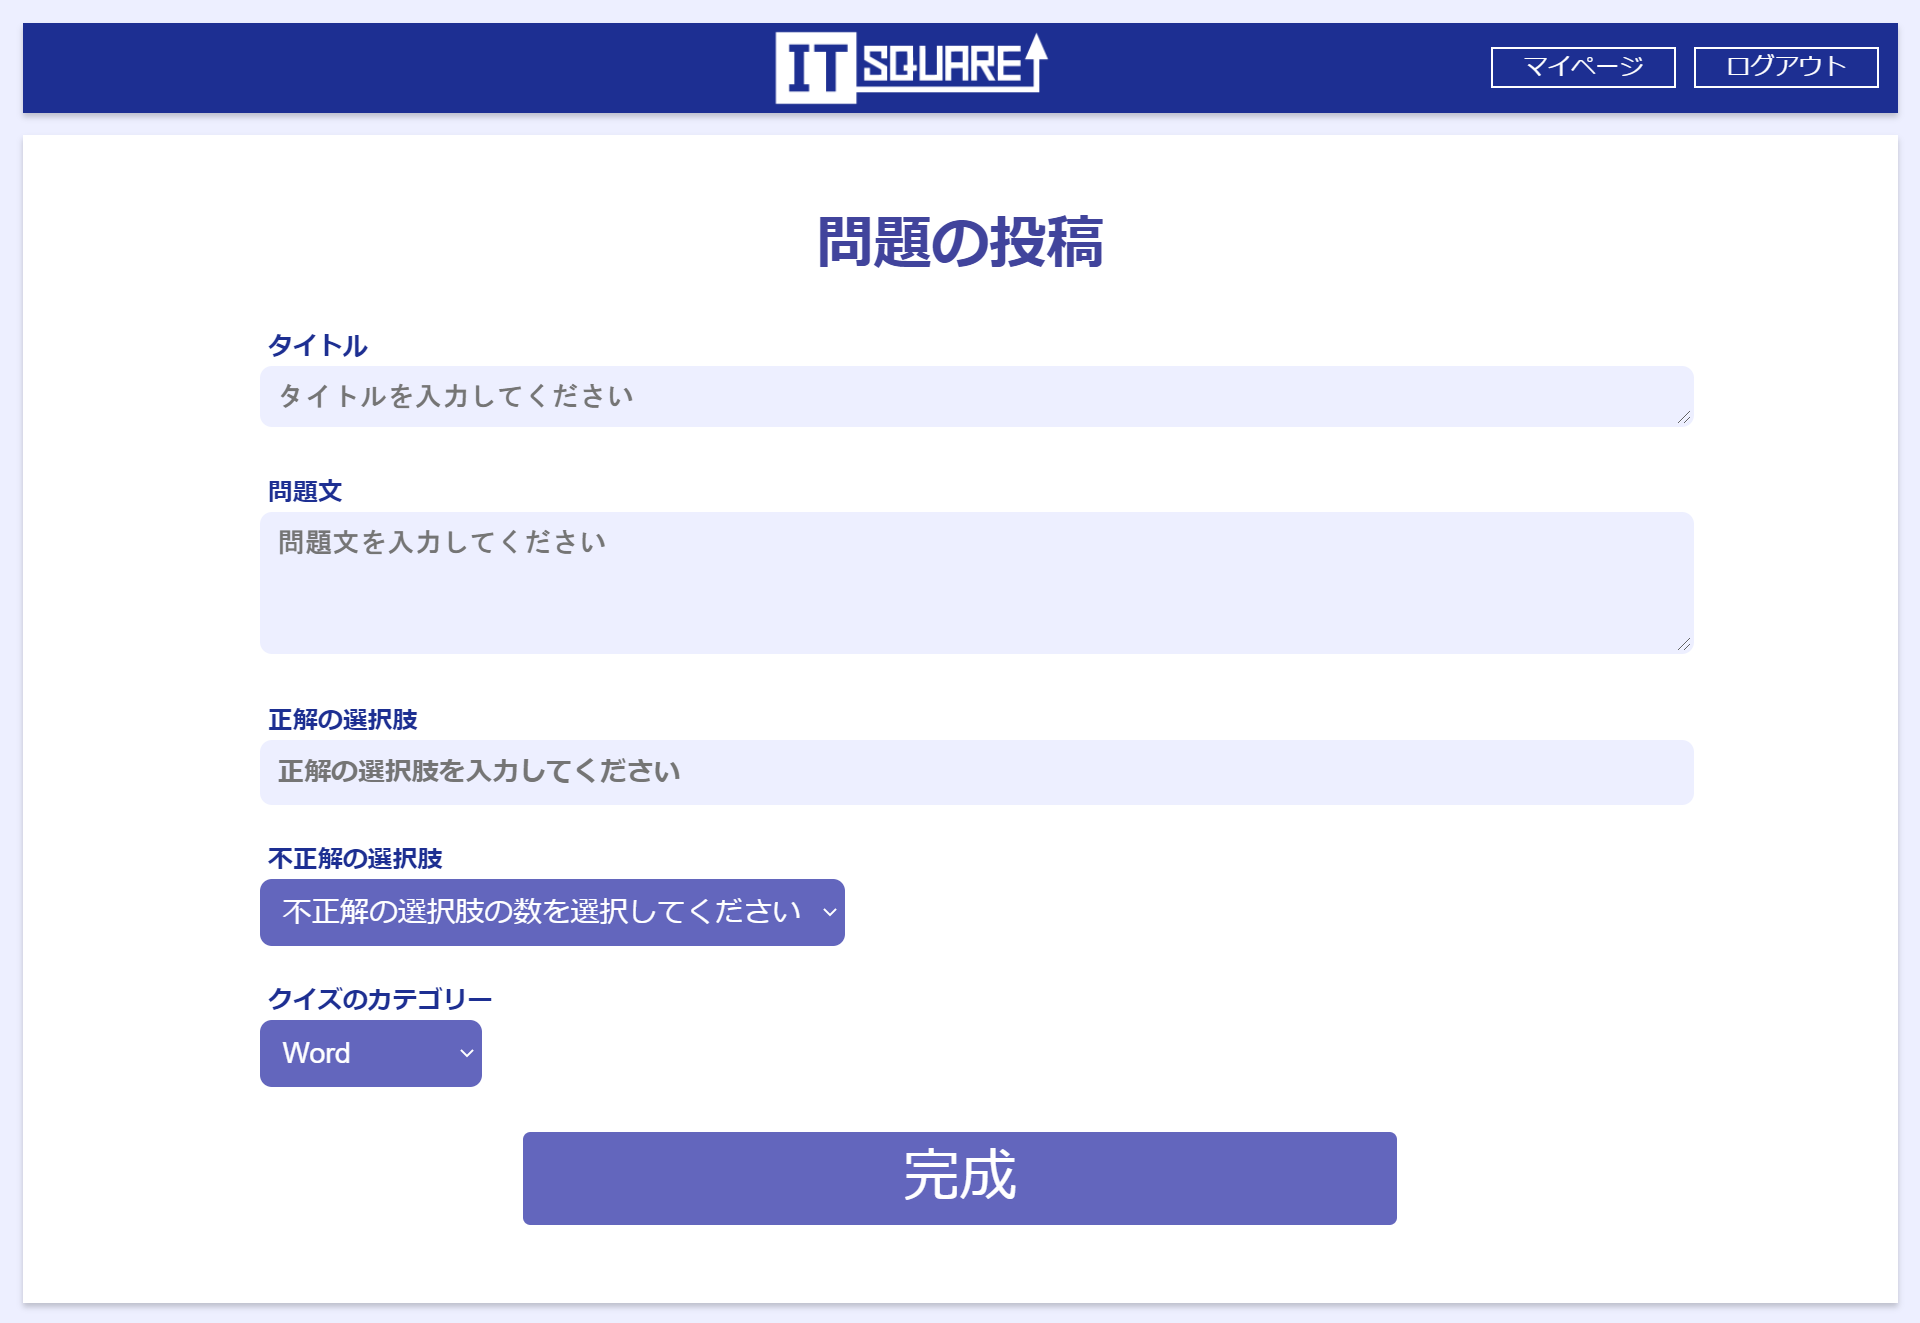 IT SQUARE
マイページ
ログアウト
問題の投稿
タイトル
タイトルを入力してください
問題文
問題文を入力してください
正解の選択肢
正解の選択肢を入力してください
不正解の選択肢
不正解の選択肢の数を選択してください
クイズのカテゴリー
Word
完成